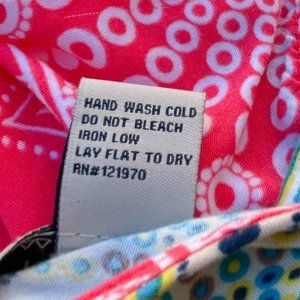 HAND WASH COLD
DO NOT BLEACH
IRON LOW
LAY FLAT TO DRY
RN#121970